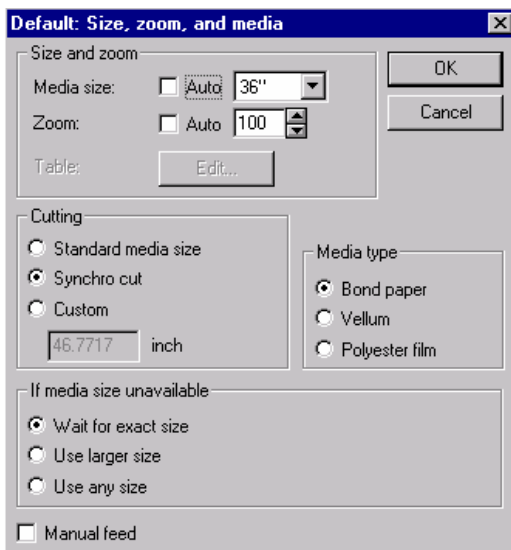 Default: Size, zoom, and media
Size and zoom
Media size: Auto 36"
Zoom: Auto 100
Table: Edit...
OK
Cancel
Cutting
Standard media size
Synchro cut
Custom
46.7717 inch
Media type
Bond paper
Vellum
Polyester film
If media size unavailable
Wait for exact size
Use larger size
Use any size
Manual feed